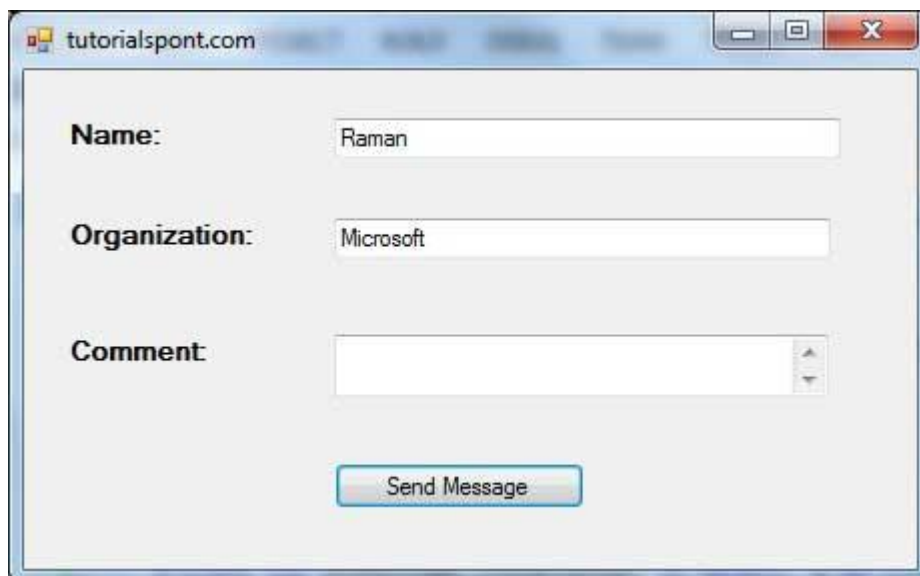 tutorialspont.com
Name:
Raman
Organization:
Microsoft
Comment:
Send Message